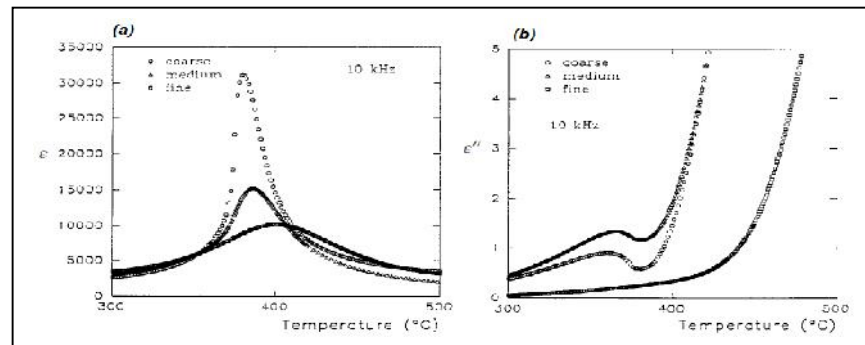 (a)
35000
30000
25000
20000
15000
10000
5000
0
ε
○ coarse
△ medium
○ fine
10 kHz
300
400
500
Temperature (°C)
(b)
5
4
3
2
1
0
ε"
○ coarse
△ medium
□ fine
10 kHz
300
400
500
Temperature (°C)